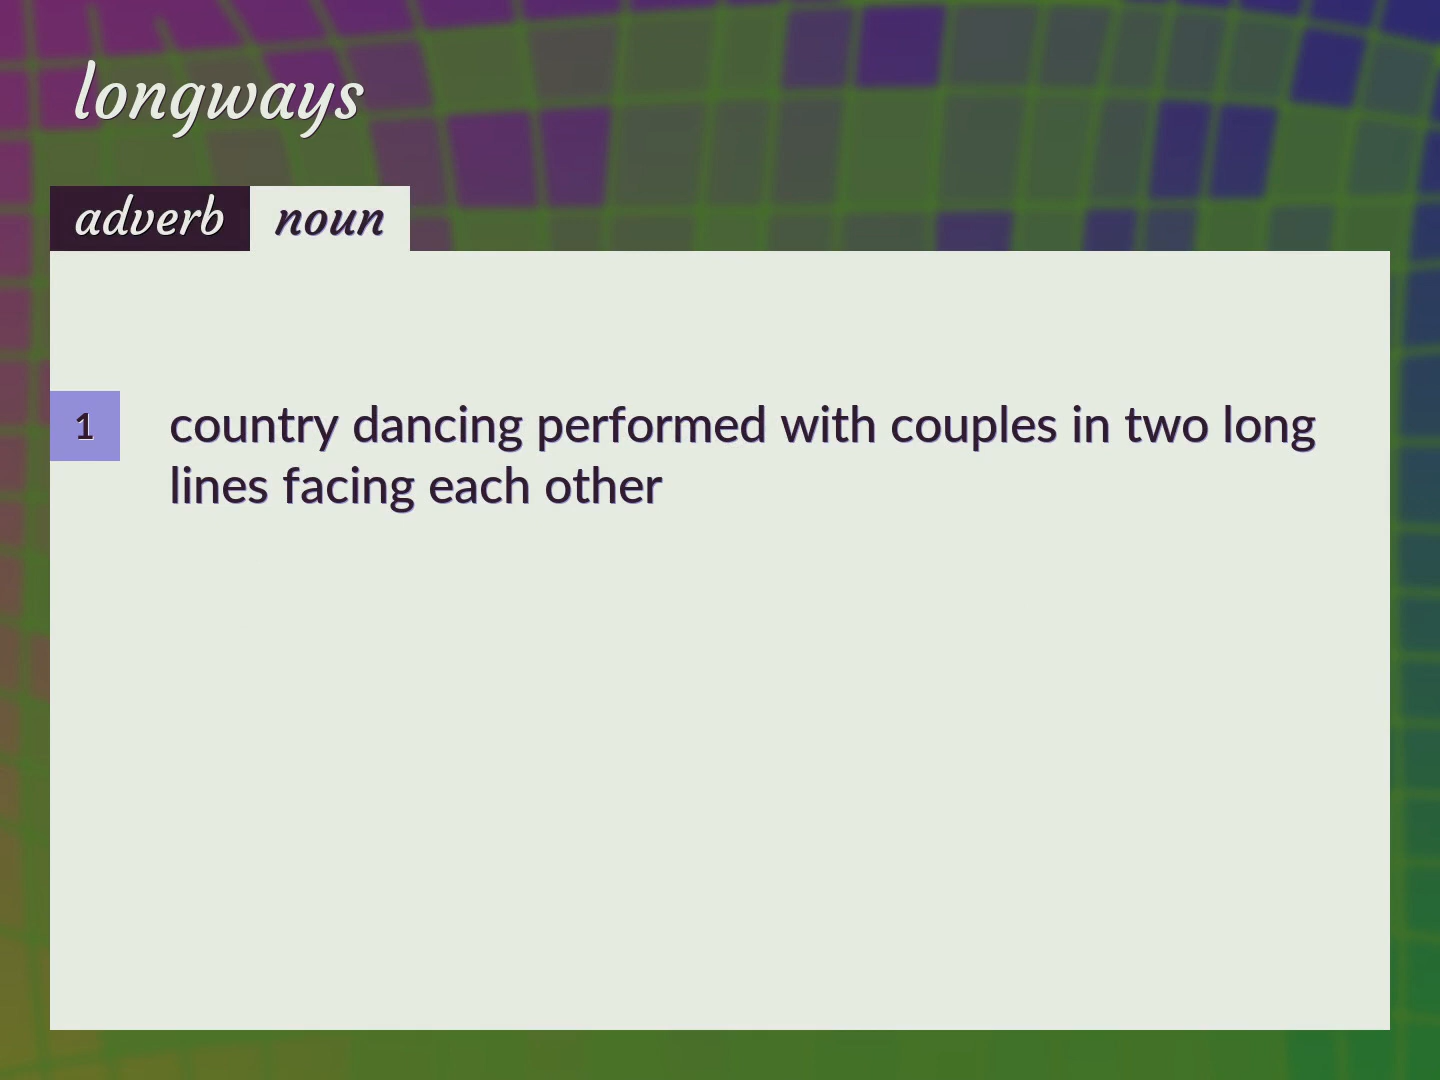 longways
adverb noun
1 country dancing performed with couples in two long
lines facing each other